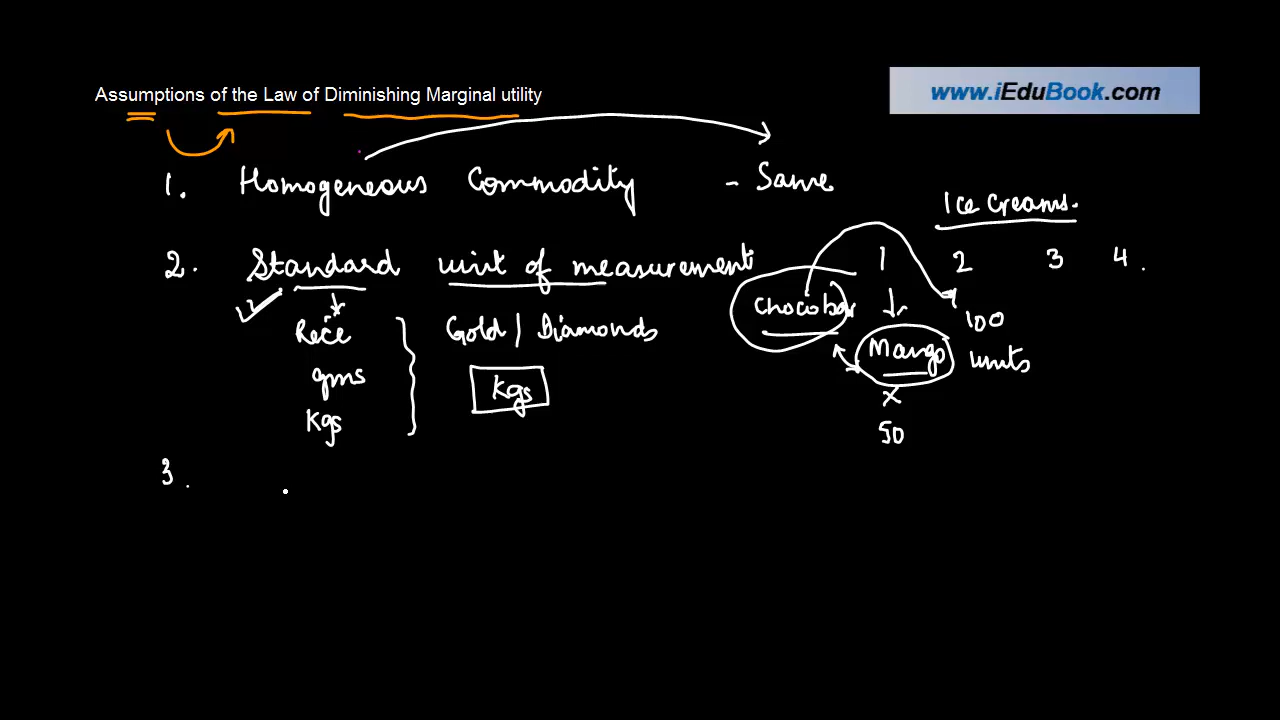 www.iEduBook.com
Assumptions of the Law of Diminishing Marginal utility
1. Homogeneous Commodity - Same
Ice Creams.
2. Standard unit of measurement
1 2 3 4.
Rice
gms
Kgs
Gold / Diamonds
Kgs
Chocobar
Mango
x
50
100
units
3.